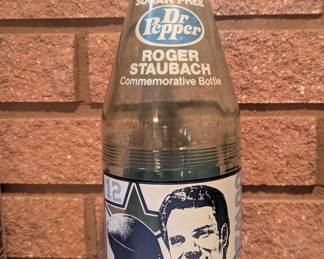 SUGAR FREE
Dr
Pepper
ROGER
STAUBACH
Commemorative Bottle
12